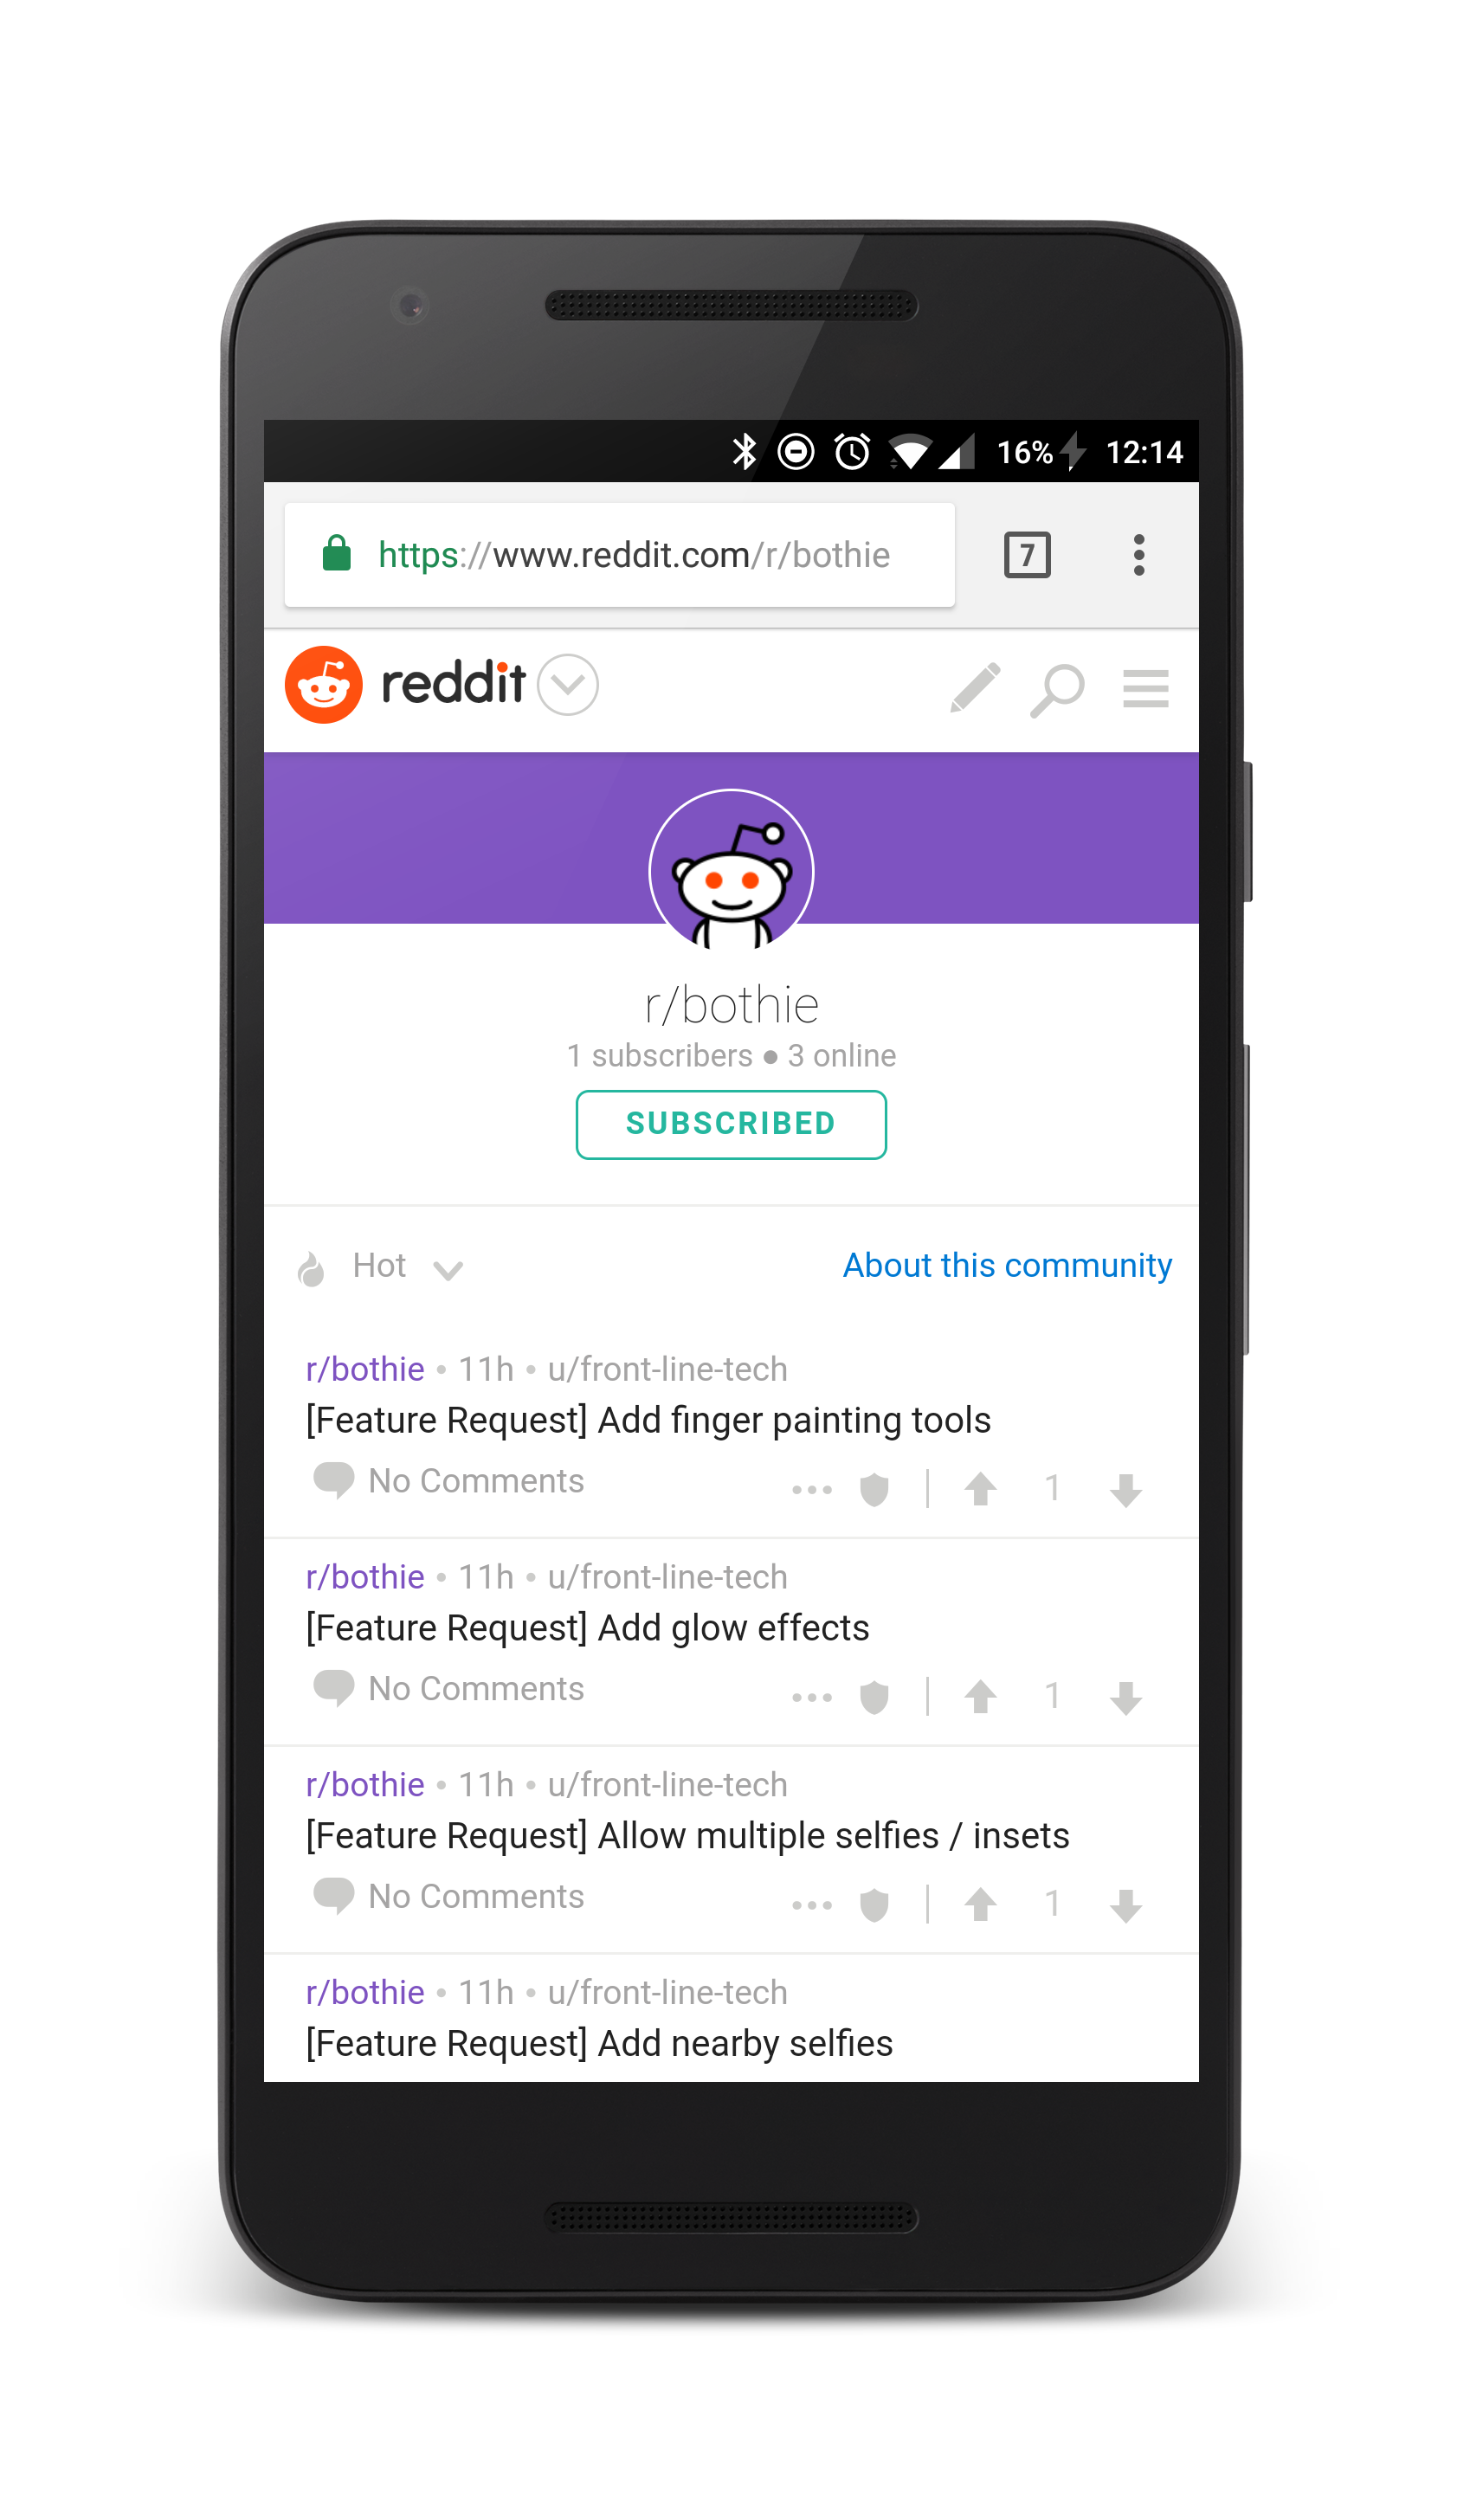 16% 12:14
https://www.reddit.com/r/bothie 7
reddit
r/bothie
1 subscribers ● 3 online
SUBSCRIBED
Hot About this community
r/bothie • 11h • u/front-line-tech
[Feature Request] Add finger painting tools
No Comments 1
r/bothie • 11h • u/front-line-tech
[Feature Request] Add glow effects
No Comments 1
r/bothie • 11h • u/front-line-tech
[Feature Request] Allow multiple selfies / insets
No Comments 1
r/bothie • 11h • u/front-line-tech
[Feature Request] Add nearby selfies